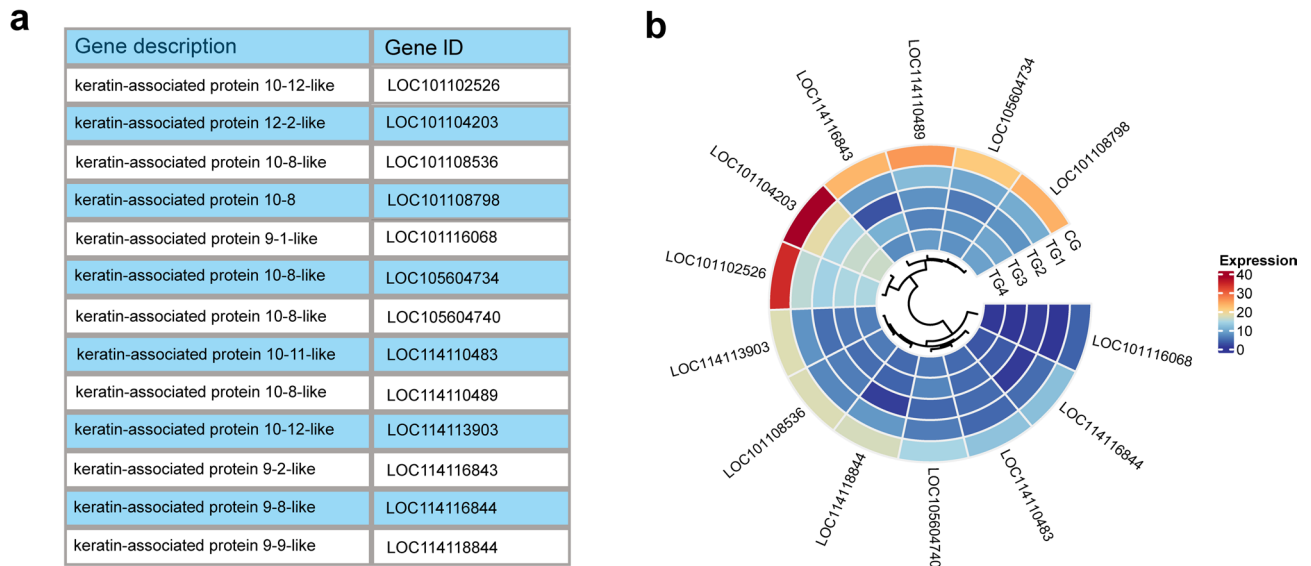 a
Gene description Gene ID
keratin-associated protein 10-12-like LOC101102526
keratin-associated protein 12-2-like LOC101104203
keratin-associated protein 10-8-like LOC101108536
keratin-associated protein 10-8 LOC101108798
keratin-associated protein 9-1-like LOC101116068
keratin-associated protein 10-8-like LOC105604734
keratin-associated protein 10-8-like LOC105604740
keratin-associated protein 10-11-like LOC114110483
keratin-associated protein 10-8-like LOC114110489
keratin-associated protein 10-12-like LOC114113903
keratin-associated protein 9-2-like LOC114116843
keratin-associated protein 9-8-like LOC114116844
keratin-associated protein 9-9-like LOC114118844
b
LOC101108798
LOC105604734
LOC114110489
LOC114116843
LOC101104203
LOC101102526
LOC114113903
LOC101108536
LOC114118844
LOC105604740
LOC114110483
LOC114116844
LOC101116068
CG
TG1
TG2
TG3
TG4
Expression
40
30
20
10
0